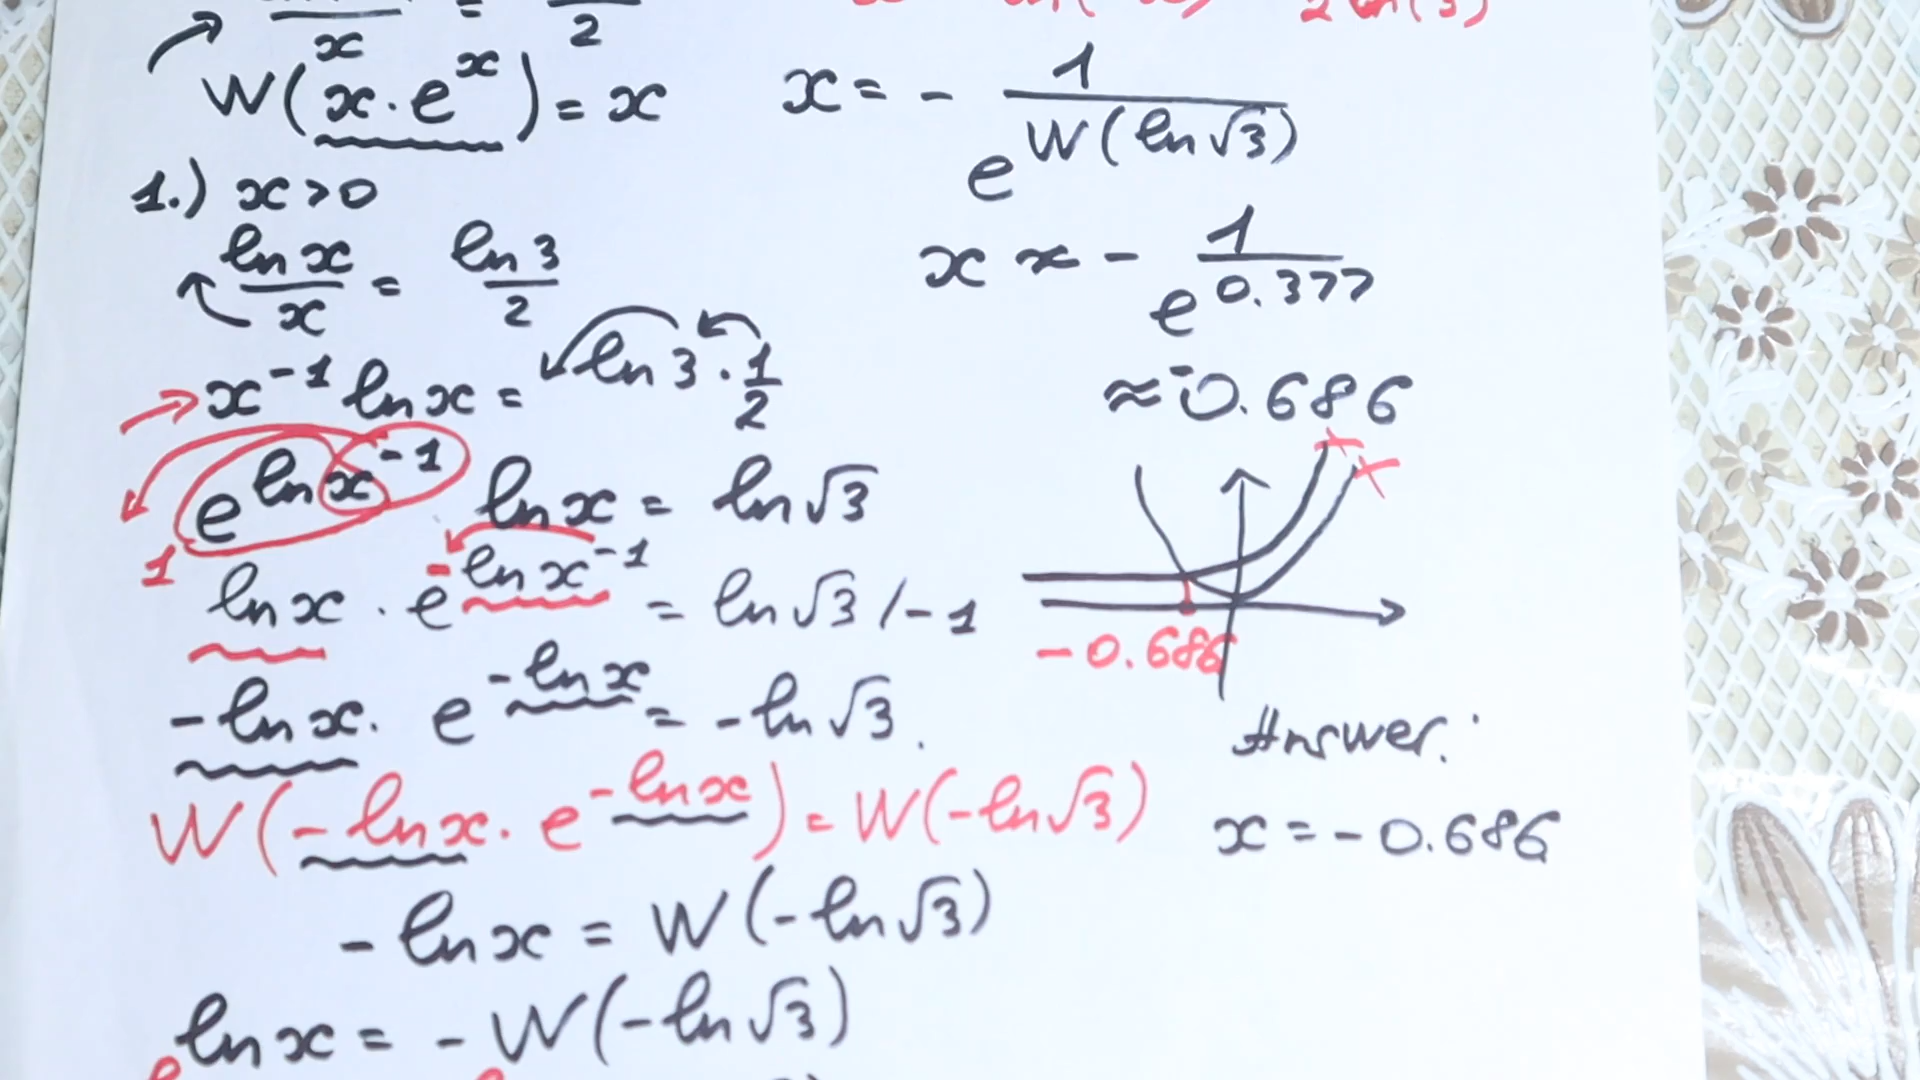 x = 2
W(x·e^x) = x
1.) x>0
ln x / x = ln 3 / 2
x^-1 ln x = ln 3 · 1/2
e^ln x^-1 ln x = ln √3
1
ln x · e^-ln x^-1 = ln √3 / -1
-ln x · e^-ln x = -ln √3.
W(-ln x · e^-ln x) = W(-ln √3)
-ln x = W(-ln √3)
ln x = -W(-ln √3)
x = - 1 / e^W(ln √3)
x ≈ - 1 / e^0.377
≈ -0.686
-0.686
Answer:
x = -0.686